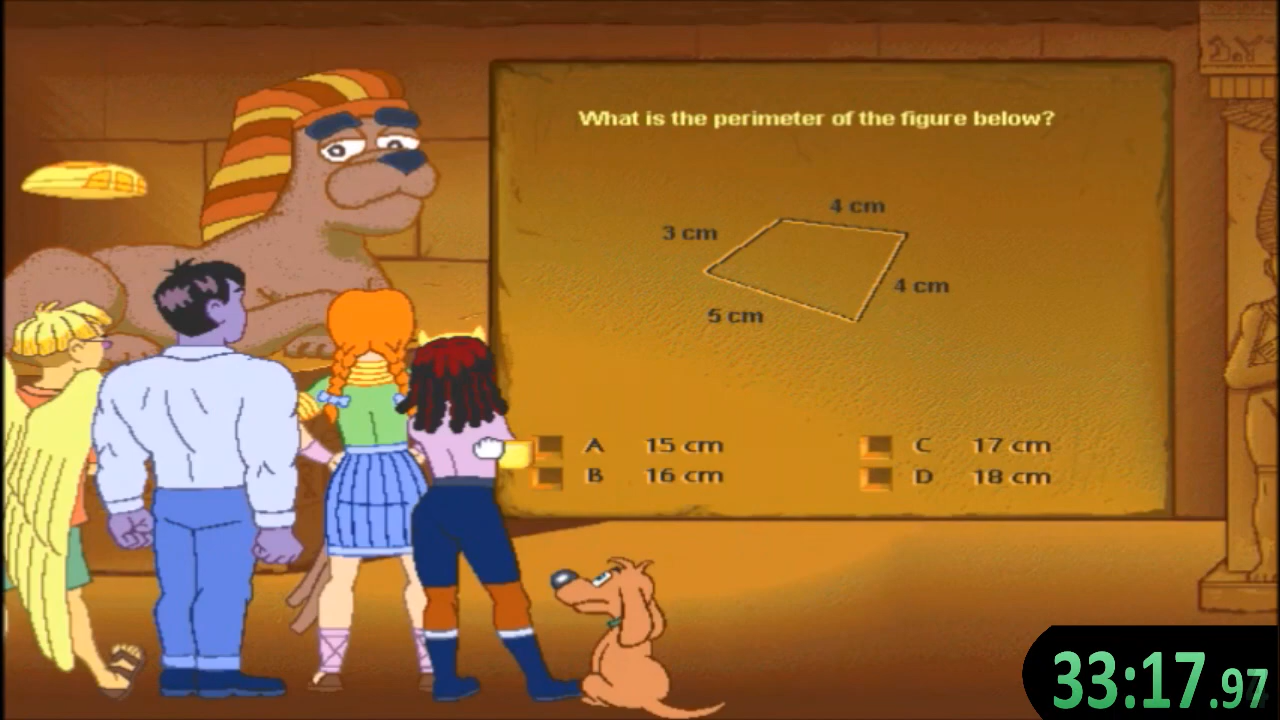 What is the perimeter of the figure below?
4 cm
3 cm
4 cm
5 cm
A 15 cm
C 17 cm
B 16 cm
D 18 cm
33:17.97